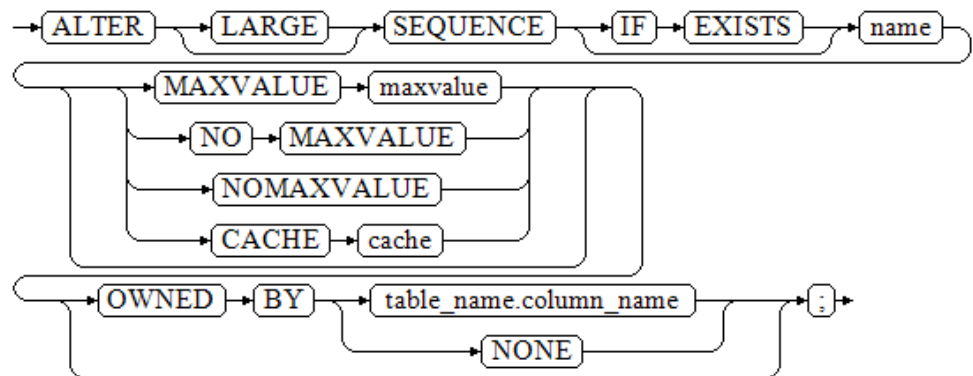 ALTER LARGE SEQUENCE IF EXISTS name
MAXVALUE maxvalue
NO MAXVALUE
NOMAXVALUE
CACHE cache
OWNED BY table_name.column_name ;
NONE